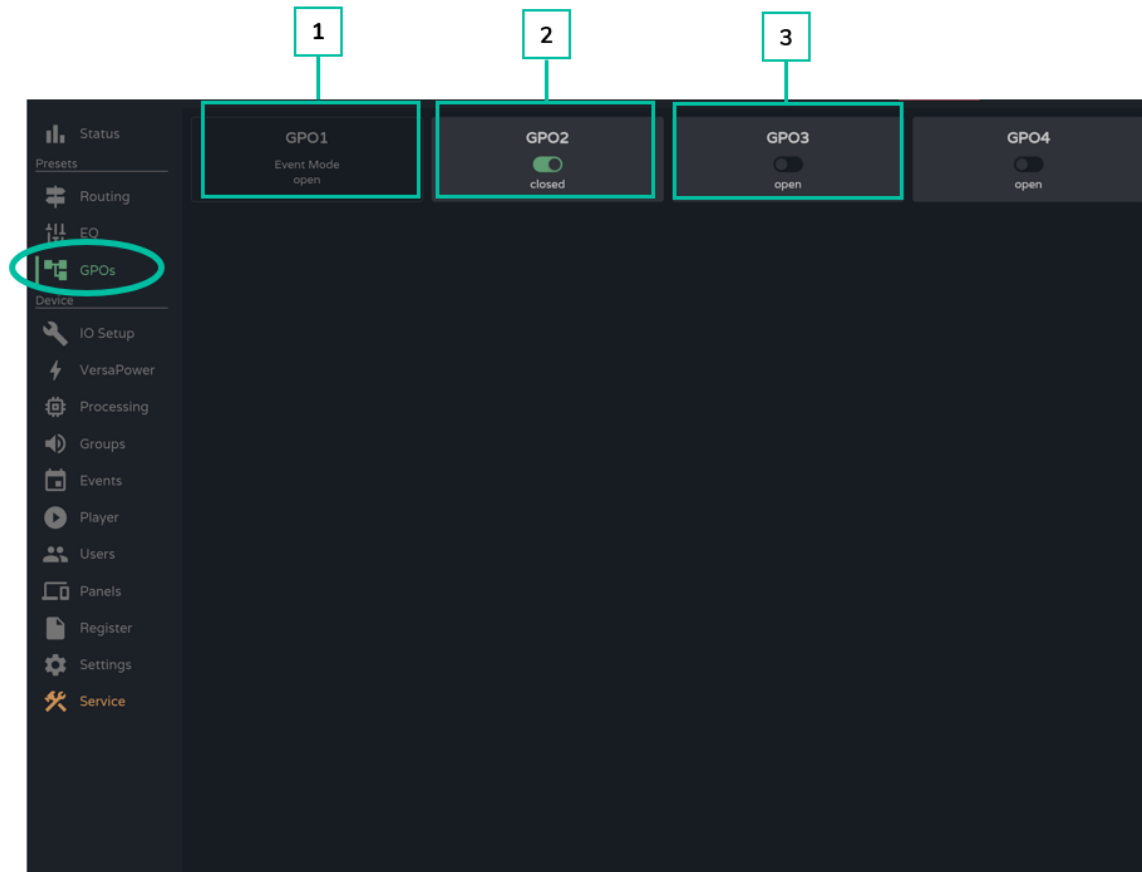 1
2
3
Status
Presets
Routing
EQ
GPOs
Device
IO Setup
VersaPower
Processing
Groups
Events
Player
Users
Panels
Register
Settings
Service
GPO1
Event Mode
open
GPO2
closed
GPO3
open
GPO4
open